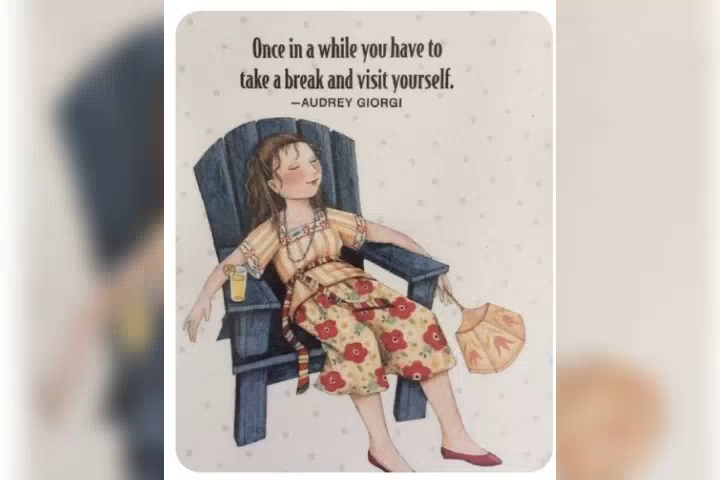 Once in a while you have to
take a break and visit yourself.
—AUDREY GIORGI